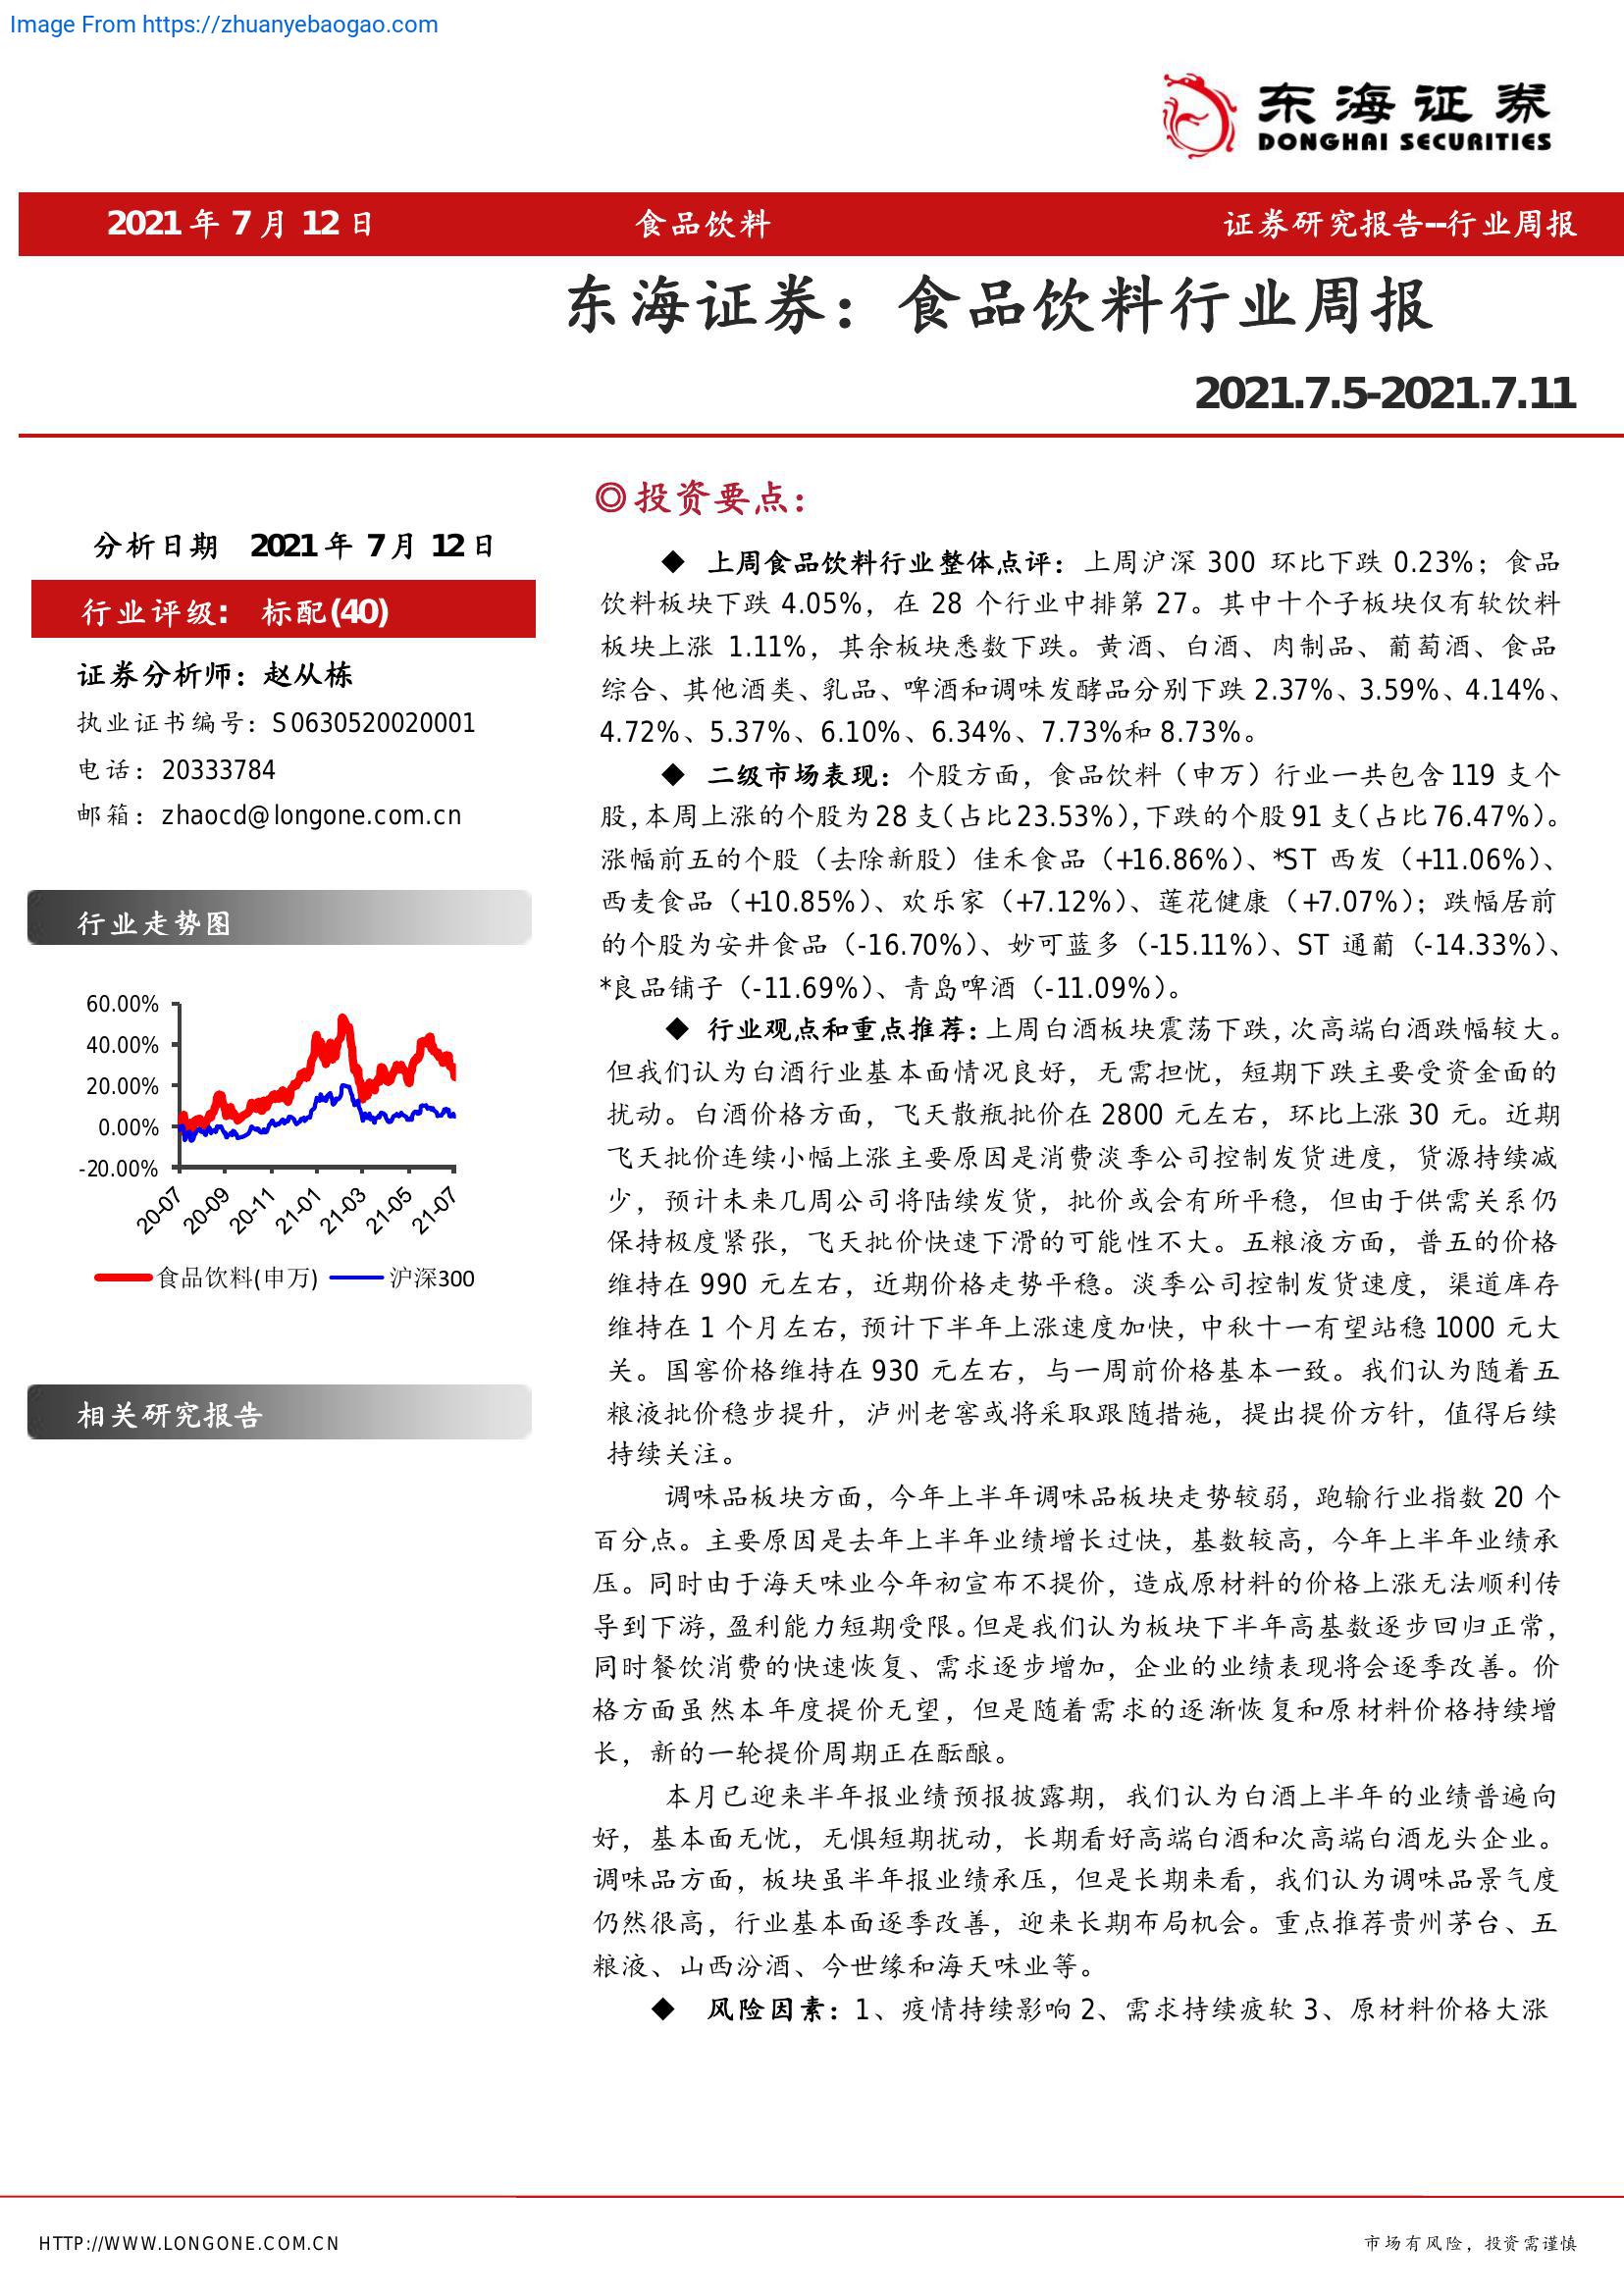 Image From https://zhuanyebaogao.com
东海证券
DONGHAI SECURITIES
2021 年 7 月 12 日 食品饮料 证券研究报告--行业周报
东海证券：食品饮料行业周报
2021.7.5-2021.7.11
分析日期 2021 年 7 月 12 日
行业评级： 标配(40)
证券分析师：赵从栋
执业证书编号：S0630520020001
电话：20333784
邮箱：zhaocd@longone.com.cn
行业走势图
60.00%
40.00%
20.00%
0.00%
-20.00%
20-07 20-09 20-11 21-01 21-03 21-05 21-07
食品饮料(申万) 沪深300
相关研究报告
◎投资要点：
◆ 上周食品饮料行业整体点评：上周沪深 300 环比下跌 0.23%；食品
饮料板块下跌 4.05%，在 28 个行业中排第 27。其中十个子板块仅有软饮料
板块上涨 1.11%，其余板块悉数下跌。黄酒、白酒、肉制品、葡萄酒、食品
综合、其他酒类、乳品、啤酒和调味发酵品分别下跌 2.37%、3.59%、4.14%、
4.72%、5.37%、6.10%、6.34%、7.73%和 8.73%。
◆ 二级市场表现：个股方面，食品饮料（申万）行业一共包含 119 支个
股，本周上涨的个股为 28 支（占比 23.53%），下跌的个股 91 支（占比 76.47%）。
涨幅前五的个股（去除新股）佳禾食品（+16.86%）、*ST 西发（+11.06%）、
西麦食品（+10.85%）、欢乐家（+7.12%）、莲花健康（+7.07%）；跌幅居前
的个股为安井食品（-16.70%）、妙可蓝多（-15.11%）、ST 通葡（-14.33%）、
*良品铺子（-11.69%）、青岛啤酒（-11.09%）。
◆ 行业观点和重点推荐：上周白酒板块震荡下跌，次高端白酒跌幅较大。
但我们认为白酒行业基本面情况良好，无需担忧，短期下跌主要受资金面的
扰动。白酒价格方面，飞天散瓶批价在 2800 元左右，环比上涨 30 元。近期
飞天批价连续小幅上涨主要原因是消费淡季公司控制发货进度，货源持续减
少，预计未来几周公司将陆续发货，批价或会有所平稳，但由于供需关系仍
保持极度紧张，飞天批价快速下滑的可能性不大。五粮液方面，普五的价格
维持在 990 元左右，近期价格走势平稳。淡季公司控制发货速度，渠道库存
维持在 1 个月左右，预计下半年上涨速度加快，中秋十一有望站稳 1000 元大
关。国窖价格维持在 930 元左右，与一周前价格基本一致。我们认为随着五
粮液批价稳步提升，泸州老窖或将采取跟随措施，提出提价方针，值得后续
持续关注。
调味品板块方面，今年上半年调味品板块走势较弱，跑输行业指数 20 个
百分点。主要原因是去年上半年业绩增长过快，基数较高，今年上半年业绩承
压。同时由于海天味业今年初宣布不提价，造成原材料的价格上涨无法顺利传
导到下游，盈利能力短期受限。但是我们认为板块下半年高基数逐步回归正常，
同时餐饮消费的快速恢复、需求逐步增加，企业的业绩表现将会逐季改善。价
格方面虽然本年度提价无望，但是随着需求的逐渐恢复和原材料价格持续增
长，新的一轮提价周期正在酝酿。
本月已迎来半年报业绩预报披露期，我们认为白酒上半年的业绩普遍向
好，基本面无忧，无惧短期扰动，长期看好高端白酒和次高端白酒龙头企业。
调味品方面，板块虽半年报业绩承压，但是长期来看，我们认为调味品景气度
仍然很高，行业基本面逐季改善，迎来长期布局机会。重点推荐贵州茅台、五
粮液、山西汾酒、今世缘和海天味业等。
◆ 风险因素：1、疫情持续影响 2、需求持续疲软 3、原材料价格大涨
HTTP://WWW.LONGONE.COM.CN 市场有风险，投资需谨慎